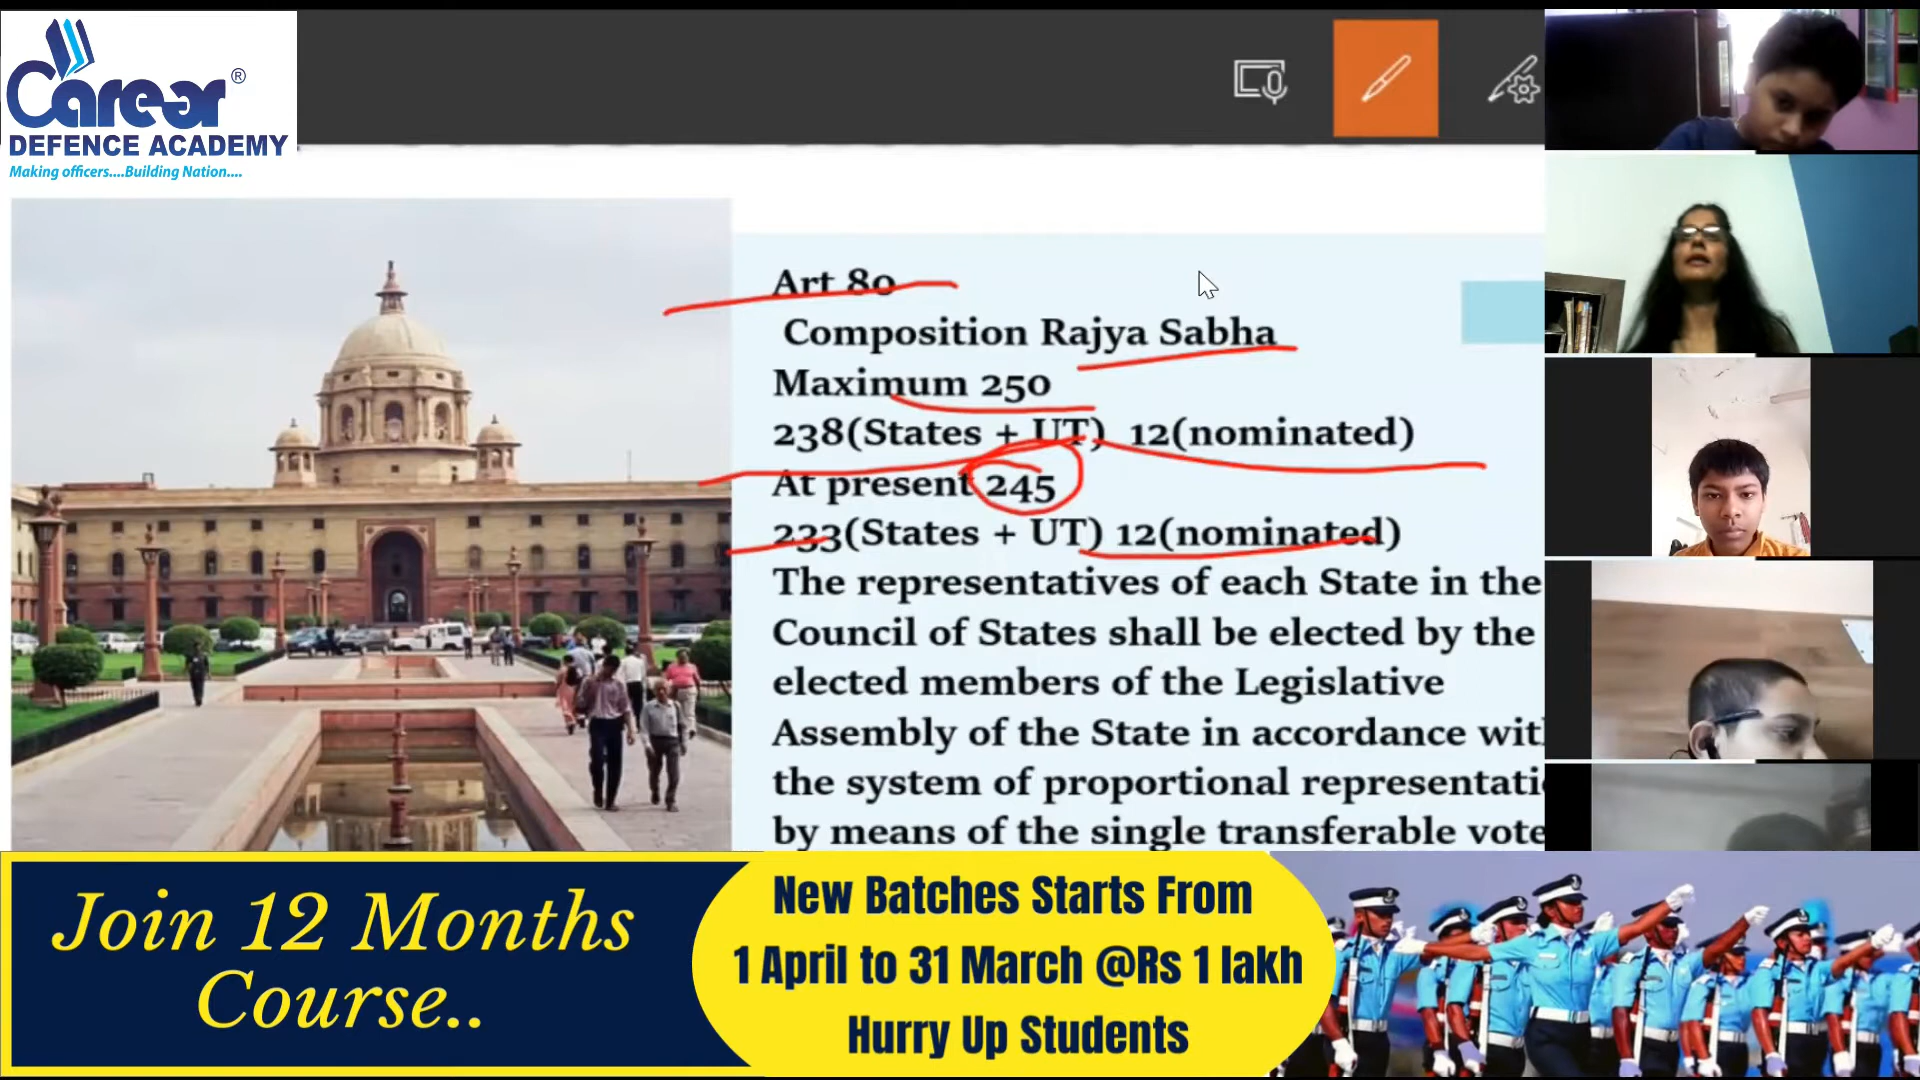 Carear®
DEFENCE ACADEMY
Making officers....Building Nation....
Art 80
Composition Rajya Sabha
Maximum 250
238(States + UT) 12(nominated)
At present 245
233(States + UT) 12(nominated)
The representatives of each State in the
Council of States shall be elected by the
elected members of the Legislative
Assembly of the State in accordance wit
the system of proportional representati
by means of the single transferable vote
Join 12 Months
Course..
New Batches Starts From
1 April to 31 March @Rs 1 lakh
Hurry Up Students